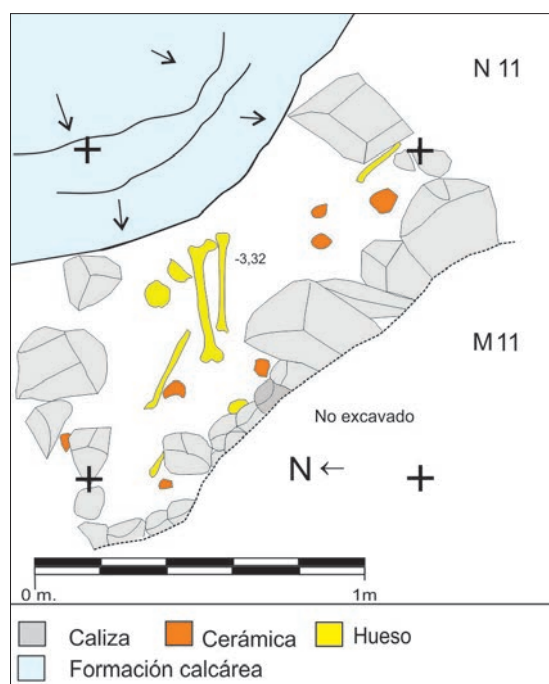 N 11
-3,32
M 11
No excavado
N ←
0 m.
1m
Caliza
Cerámica
Hueso
Formación calcárea